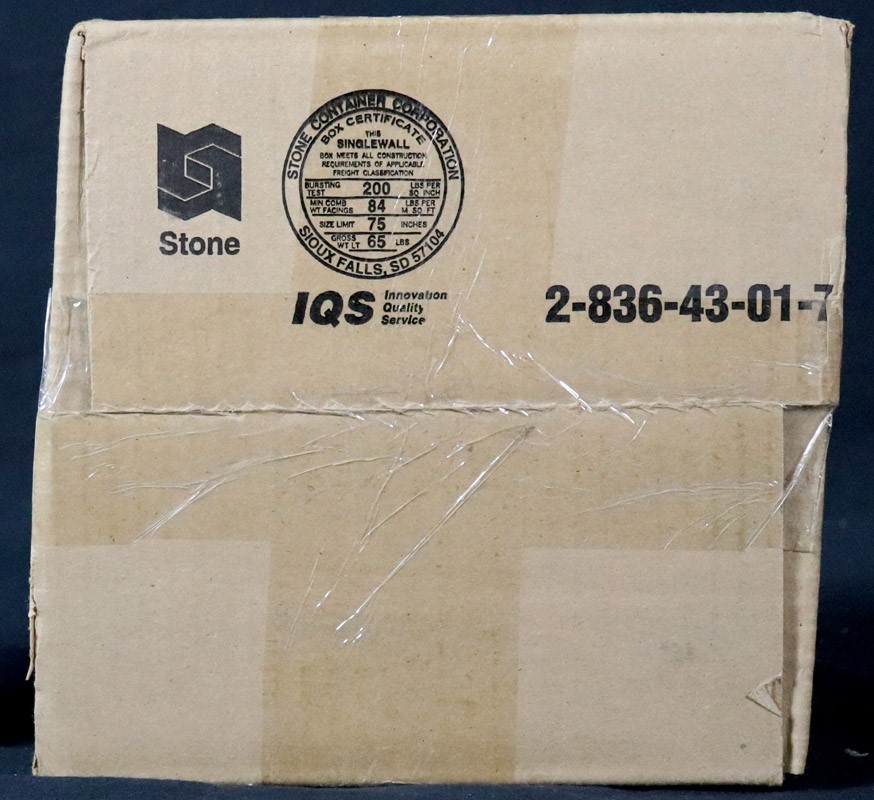 Stone
STONE CONTAINER CORPORATION
BOX CERTIFICATE
THIS
SINGLEWALL
BOX MEETS ALL CONSTRUCTION
REQUIREMENTS OF APPLICABLE
FREIGHT CLASSIFICATION
BURSTING TEST 200 LBS PER SQ INCH
MIN COMB WT FACINGS 84 LBS PER M SQ FT
SIZE LIMIT 75 INCHES
GROSS WT LT 65 LBS
SIOUX FALLS, SD 57104
IQS
Innovation
Quality
Service
2-836-43-01-7